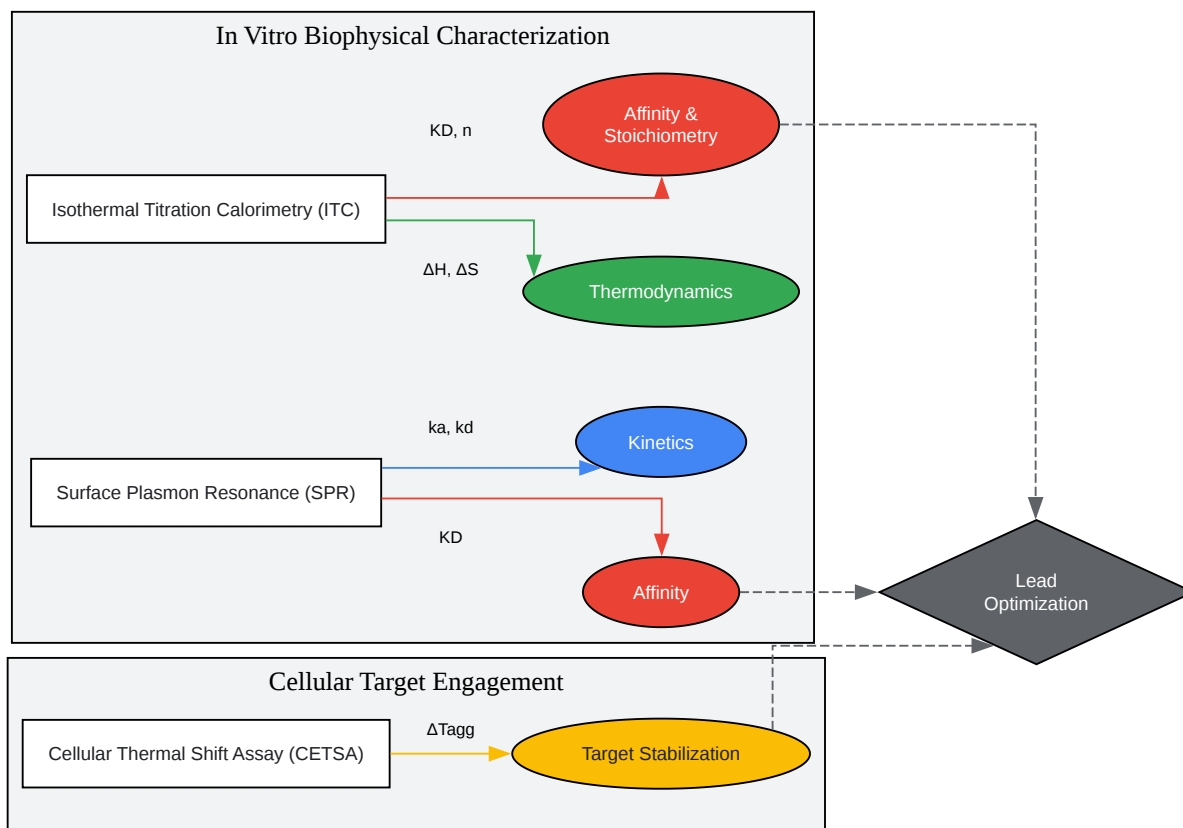 In Vitro Biophysical Characterization
Affinity &
Stoichiometry
KD, n
Isothermal Titration Calorimetry (ITC)
ΔH, ΔS
Thermodynamics
ka, kd
Kinetics
Surface Plasmon Resonance (SPR)
KD
Affinity
Lead
Optimization
Cellular Target Engagement
ΔTagg
Cellular Thermal Shift Assay (CETSA)
Target Stabilization